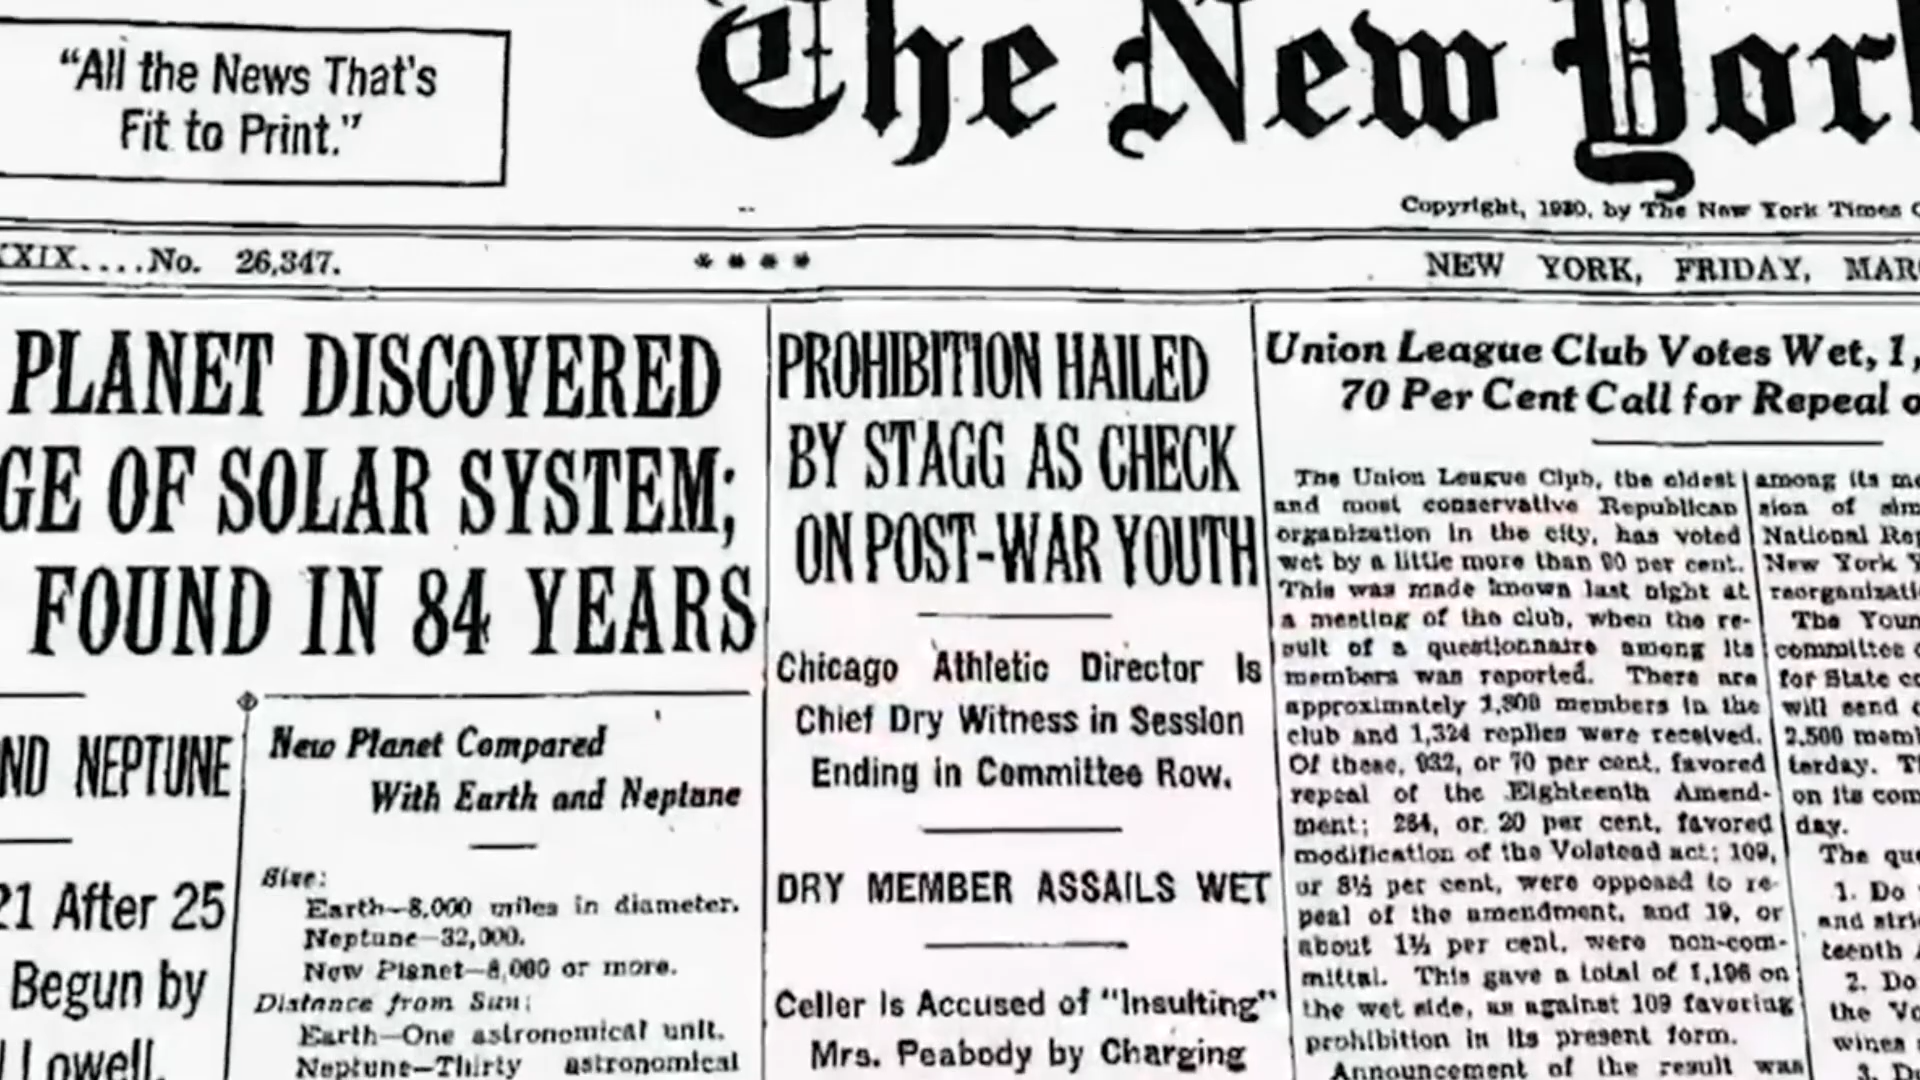 "All the News That's
Fit to Print."
The New York
Copyright, 1930, by The New York Times
XXIX....No. 26,347.
* * * *
NEW YORK, FRIDAY, MAR
PLANET DISCOVERED
GE OF SOLAR SYSTEM;
FOUND IN 84 YEARS
ND NEPTUNE
21 After 25
Begun by
Lowell.
New Planet Compared
With Earth and Neptune
Size:
Earth—8,000 miles in diameter.
Neptune—32,000.
New Planet—8,000 or more.
Distance from Sun:
Earth—One astronomical unit.
Neptune—Thirty astronomical
PROHIBITION HAILED
BY STAGG AS CHECK
ON POST-WAR YOUTH
Chicago Athletic Director Is
Chief Dry Witness in Session
Ending in Committee Row.
DRY MEMBER ASSAILS WET
Celler Is Accused of "Insulting"
Mrs. Peabody by Charging
Union League Club Votes Wet, 1,
70 Per Cent Call for Repeal o
The Union League Club, the oldest
and most conservative Republican
organization in the city, has voted
wet by a little more than 90 per cent.
This was made known last night at
a meeting of the club, when the re-
sult of a questionnaire among its
members was reported. There are
approximately 1,800 members in the
club and 1,324 replies were received.
Of these, 932, or 70 per cent, favored
repeal of the Eighteenth Amend-
ment; 264, or 20 per cent, favored
modification of the Volstead act; 109,
or 8½ per cent, were opposed to re-
peal of the amendment, and 19, or
about 1½ per cent, were non-com-
mittal. This gave a total of 1,196 on
the wet side, as against 109 favoring
prohibition in its present form.
Announcement of the result was
among its me
sion of sim
National Rep
New York Y
reorganizati
The Youn
committee o
for State co
will send o
2,500 memb
terday. T
on its com
day.
The que
1. Do
and stri
teenth A
2. Do
the Vo
wines
3. Do